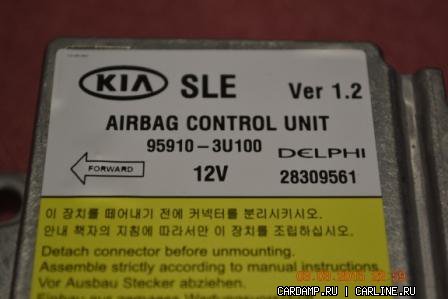 KIA SLE Ver 1.2
AIRBAG CONTROL UNIT
95910-3U100 DELPHI
FORWARD 12V 28309561
이 장치를 떼어내기 전에 커넥터를 분리시키시오.
안내 책자의 지침에 따라서만 이 장치를 조립하십시오.
Detach connector before unmounting.
Assemble strictly according to manual instructions.
Vor Ausbau Stecker abziehen.
Einbau nur
CARDAMP.RU | CARLINE.RU